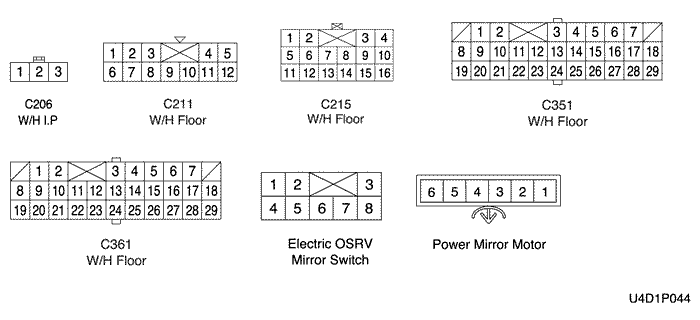 1 2 3
C206
W/H I.P
1 2 3 4 5
6 7 8 9 10 11 12
C211
W/H Floor
1 2 3 4
5 6 7 8 9 10
11 12 13 14 15 16
C215
W/H Floor
1 2 3 4 5 6 7
8 9 10 11 12 13 14 15 16 17 18
19 20 21 22 23 24 25 26 27 28 29
C351
W/H Floor
1 2 3 4 5 6 7
8 9 10 11 12 13 14 15 16 17 18
19 20 21 22 23 24 25 26 27 28 29
C361
W/H Floor
1 2 3
4 5 6 7 8
Electric OSRV
Mirror Switch
6 5 4 3 2 1
Power Mirror Motor
U4D1P044